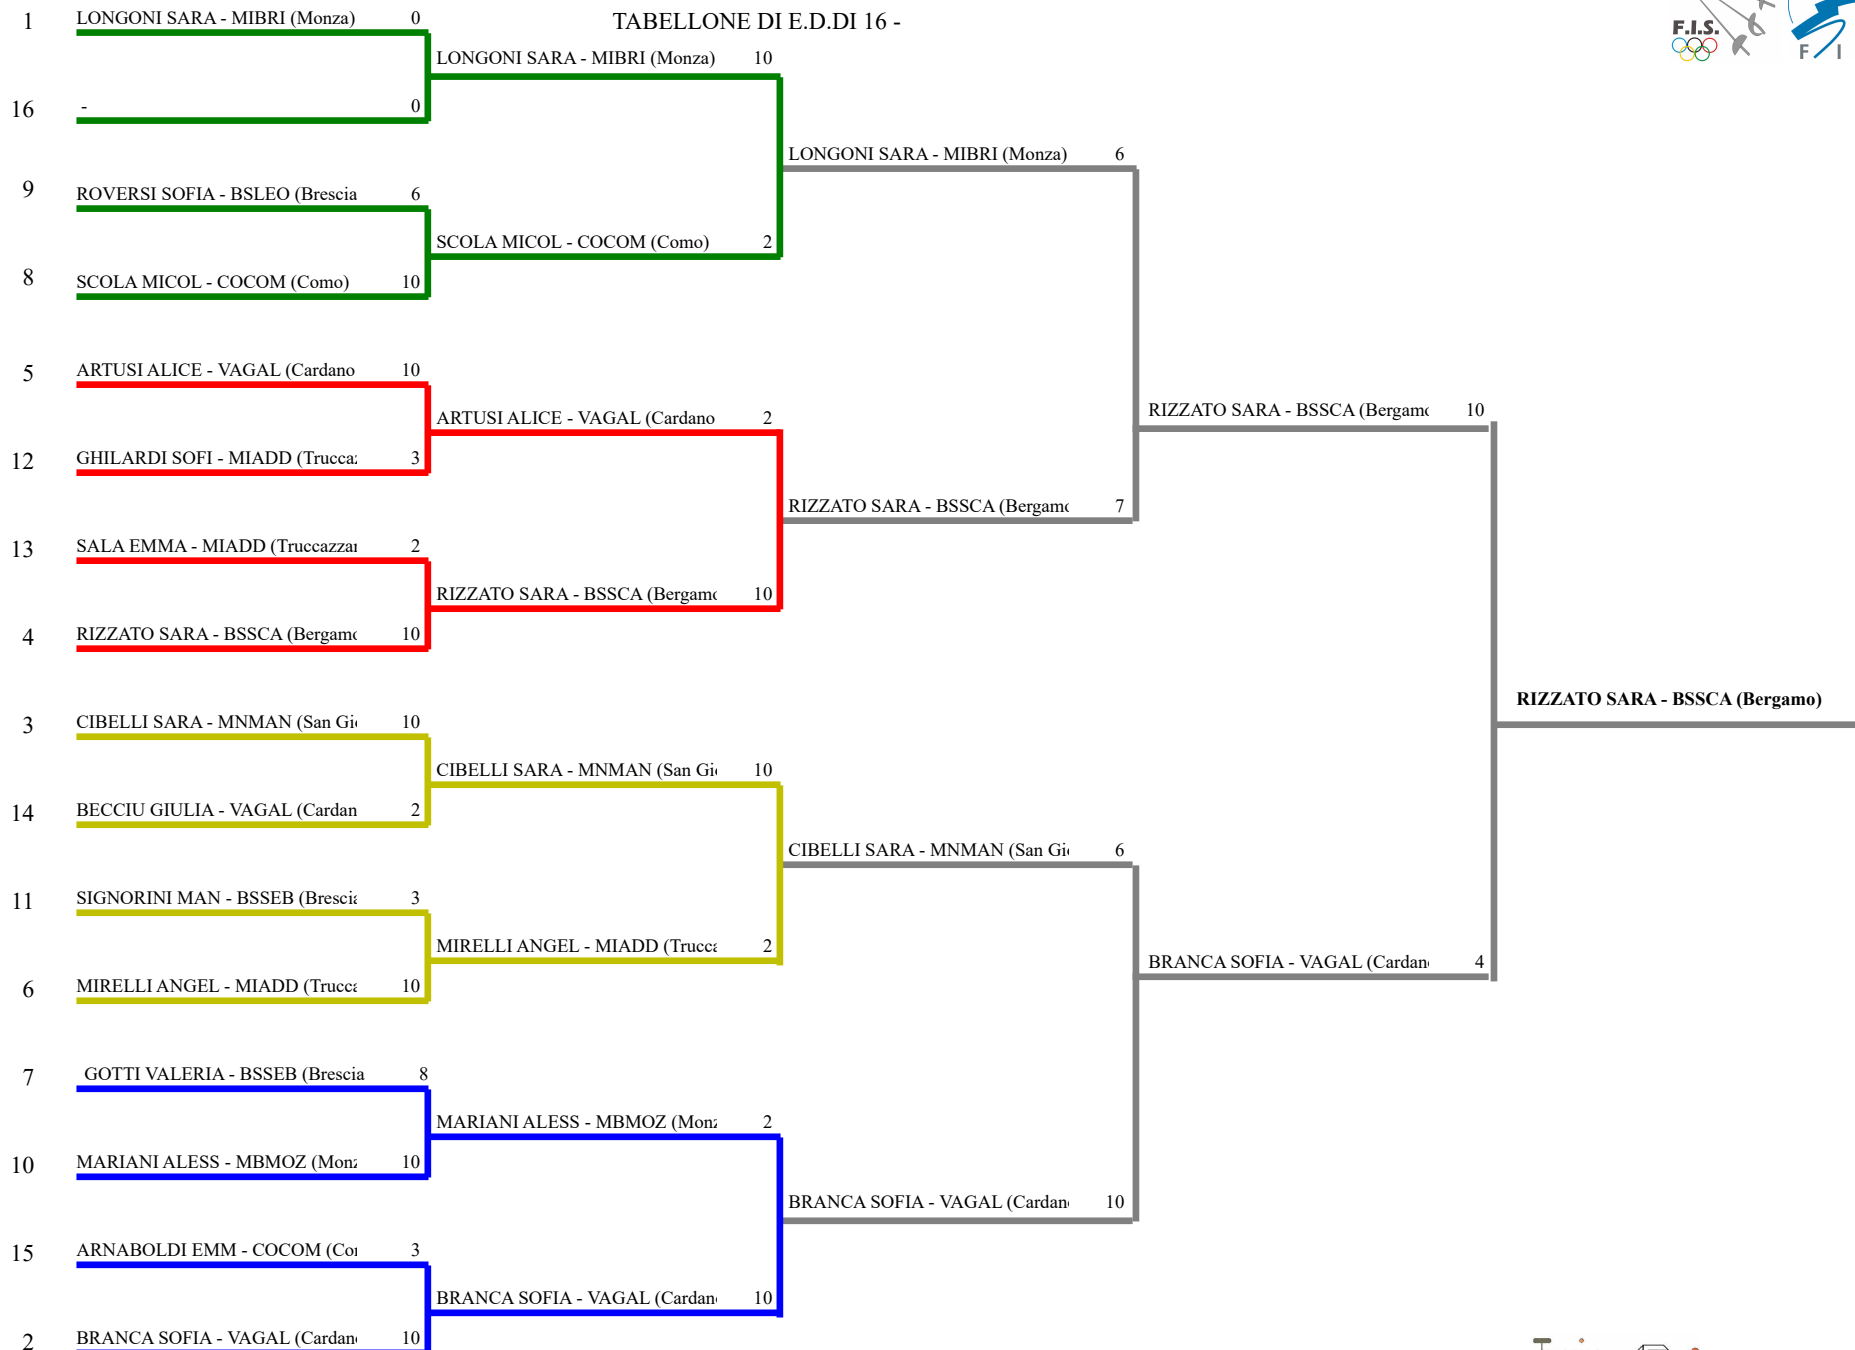 TABELLONE DI E.D.DI 16 -
F.I.S.
F I
1 LONGONI SARA - MIBRI (Monza) 0
LONGONI SARA - MIBRI (Monza) 10
16 - 0
LONGONI SARA - MIBRI (Monza) 6
9 ROVERSI SOFIA - BSLEO (Brescia 6
SCOLA MICOL - COCOM (Como) 2
8 SCOLA MICOL - COCOM (Como) 10
5 ARTUSI ALICE - VAGAL (Cardano 10
RIZZATO SARA - BSSCA (Bergamo 10
ARTUSI ALICE - VAGAL (Cardano 2
12 GHILARDI SOFI - MIADD (Trucca 3
RIZZATO SARA - BSSCA (Bergamo 7
13 SALA EMMA - MIADD (Truccazza 2
RIZZATO SARA - BSSCA (Bergamo 10
4 RIZZATO SARA - BSSCA (Bergamo 10
RIZZATO SARA - BSSCA (Bergamo)
3 CIBELLI SARA - MNMAN (San Gi 10
CIBELLI SARA - MNMAN (San Gi 10
14 BECCIU GIULIA - VAGAL (Cardan 2
CIBELLI SARA - MNMAN (San Gi 6
11 SIGNORINI MAN - BSSEB (Brescia 3
MIRELLI ANGEL - MIADD (Trucca 2
BRANCA SOFIA - VAGAL (Cardan 4
6 MIRELLI ANGEL - MIADD (Trucca 10
7 GOTTI VALERIA - BSSEB (Brescia 8
MARIANI ALESS - MBMOZ (Monz 2
10 MARIANI ALESS - MBMOZ (Monz 10
BRANCA SOFIA - VAGAL (Cardan 10
15 ARNABOLDI EMM - COCOM (Co 3
BRANCA SOFIA - VAGAL (Cardan 10
2 BRANCA SOFIA - VAGAL (Cardan 10